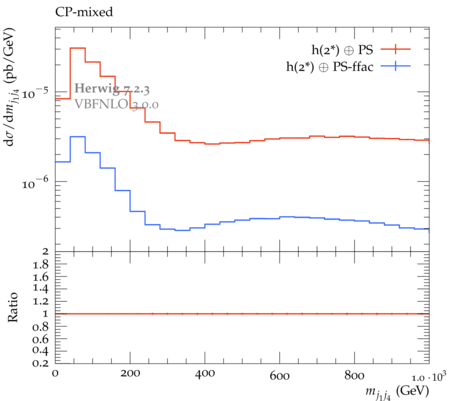 CP-mixed
h(2*) ⊕ PS
h(2*) ⊕ PS-ffac
Herwig 7.2.3
VBFNLO 3.0.0
dσ/dm_{j₁j₄} (pb/GeV)
10⁻⁵
10⁻⁶
2
1.8
1.6
1.4
1.2
1
0.8
0.6
0.4
0.2
Ratio
0 200 400 600 800 1.0 · 10³
m_{j₁j₄} (GeV)